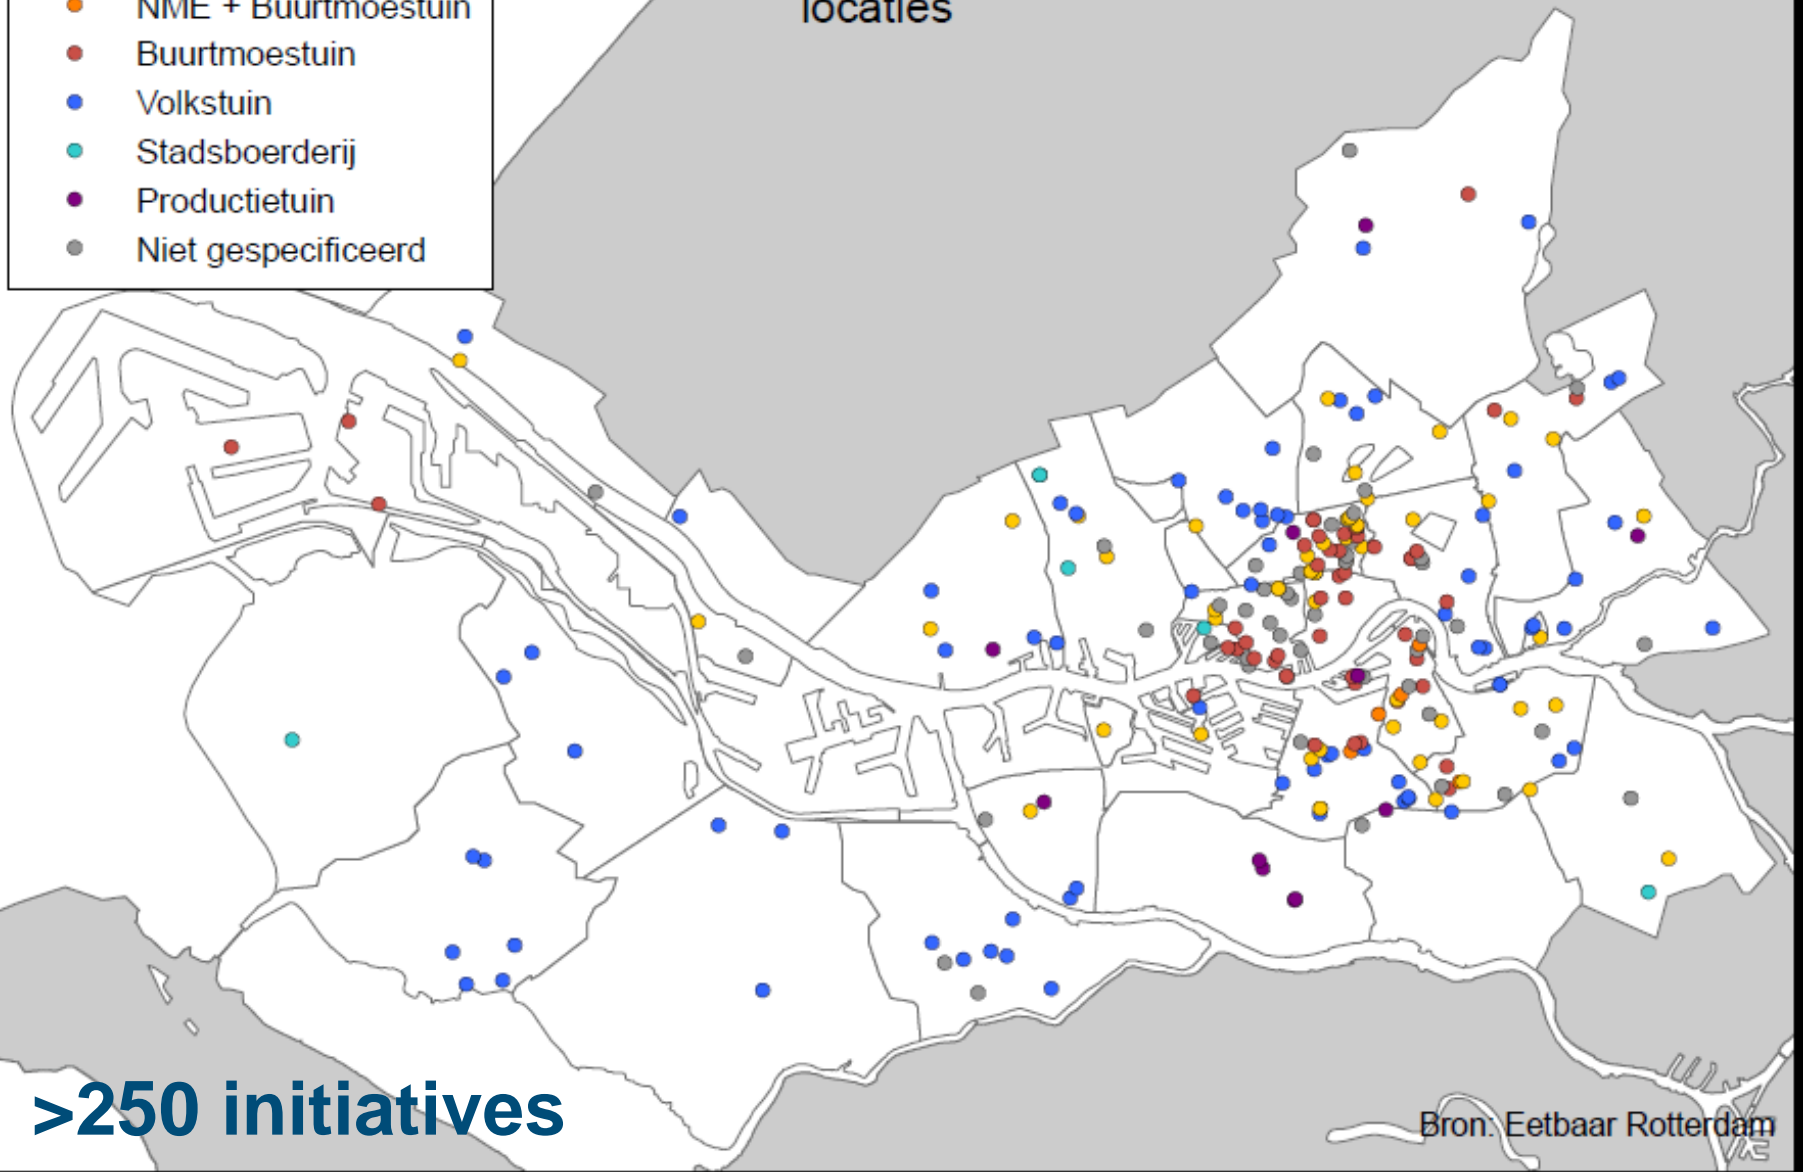 NME + Buurtmoestuin
locaties
Buurtmoestuin
Volkstuin
Stadsboerderij
Productietuin
Niet gespecificeerd
>250 initiatives
Bron: Eetbaar Rotterdam